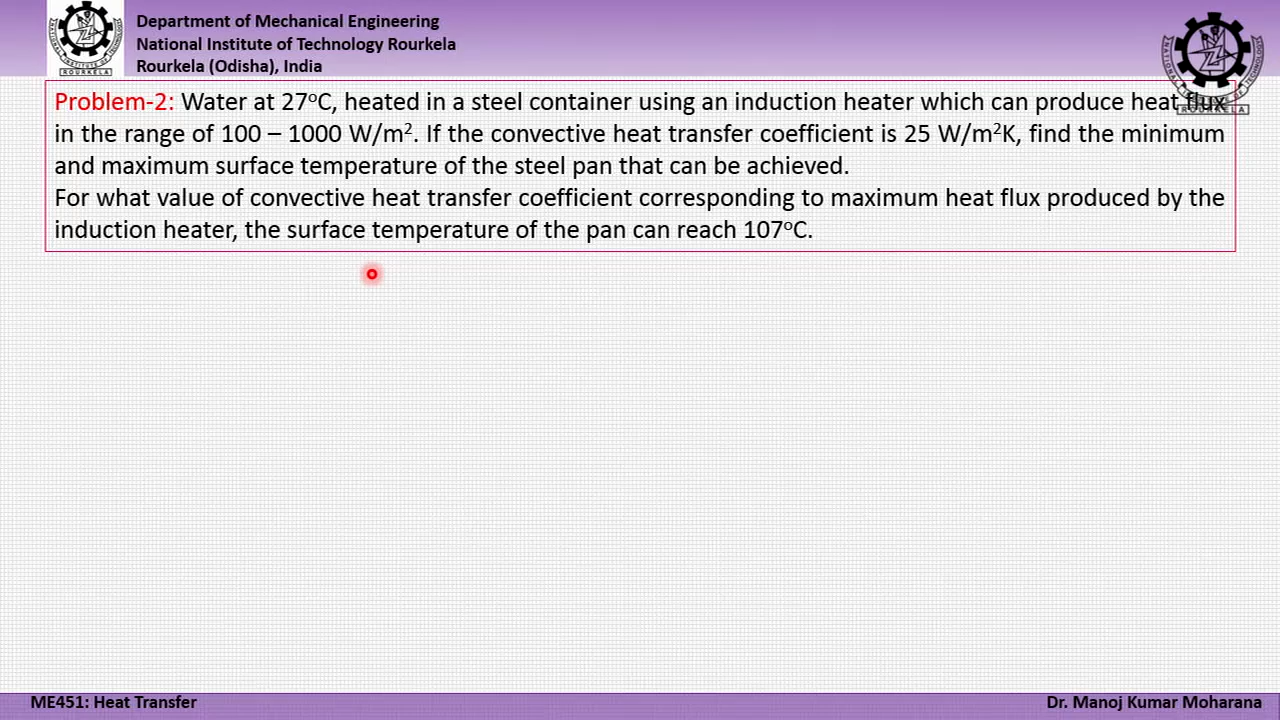 Department of Mechanical Engineering
National Institute of Technology Rourkela
Rourkela (Odisha), India
Problem-2: Water at 27°C, heated in a steel container using an induction heater which can produce heat flux
in the range of 100 – 1000 W/m². If the convective heat transfer coefficient is 25 W/m²K, find the minimum
and maximum surface temperature of the steel pan that can be achieved.
For what value of convective heat transfer coefficient corresponding to maximum heat flux produced by the
induction heater, the surface temperature of the pan can reach 107°C.
ME451: Heat Transfer
Dr. Manoj Kumar Moharana